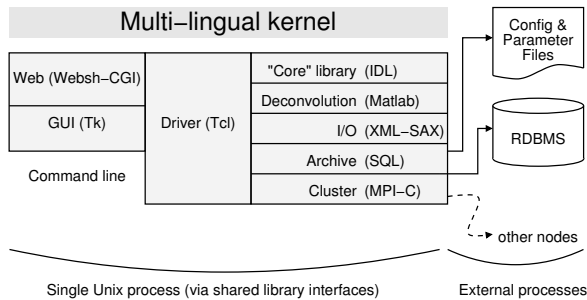 Multi−lingual kernel
Config &
Parameter
Files
Web (Websh−CGI)
GUI (Tk)
Command line
Driver (Tcl)
"Core" library (IDL)
Deconvolution (Matlab)
I/O (XML−SAX)
Archive (SQL)
Cluster (MPI−C)
RDBMS
other nodes
Single Unix process (via shared library interfaces)
External processes